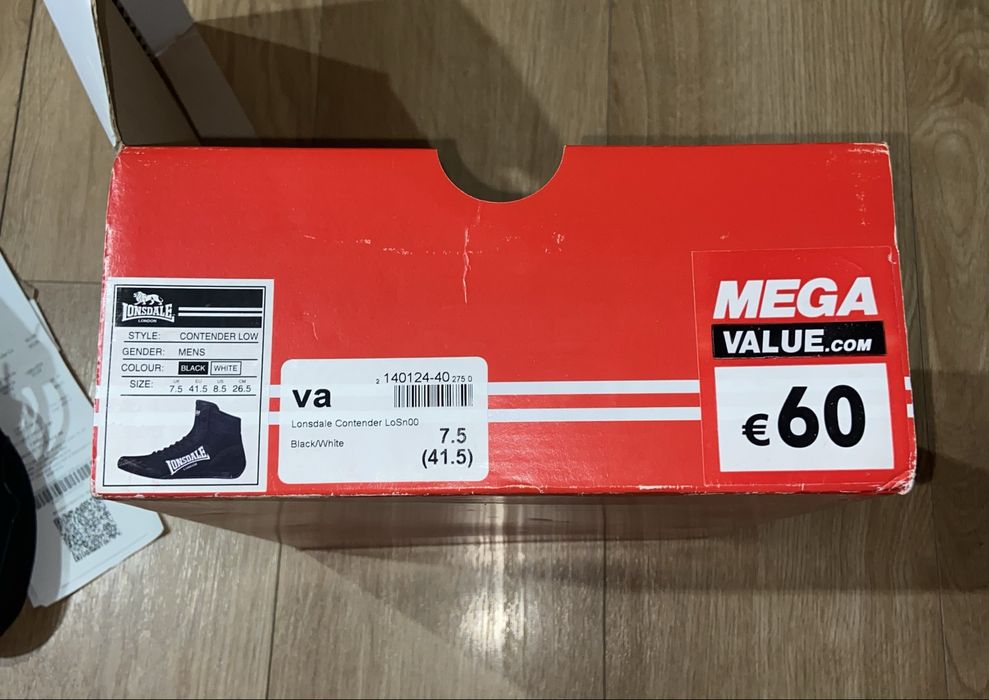 LONSDALE
LONDON
STYLE: CONTENDER LOW
GENDER: MENS
COLOUR: BLACK WHITE
SIZE: UK EU US CM
7.5 41.5 8.5 26.5
LONSDALE
LONDON
va
2 140124-40 275 0
Lonsdale Contender LoSn00
Black/White
7.5
(41.5)
MEGA
VALUE.COM
€60